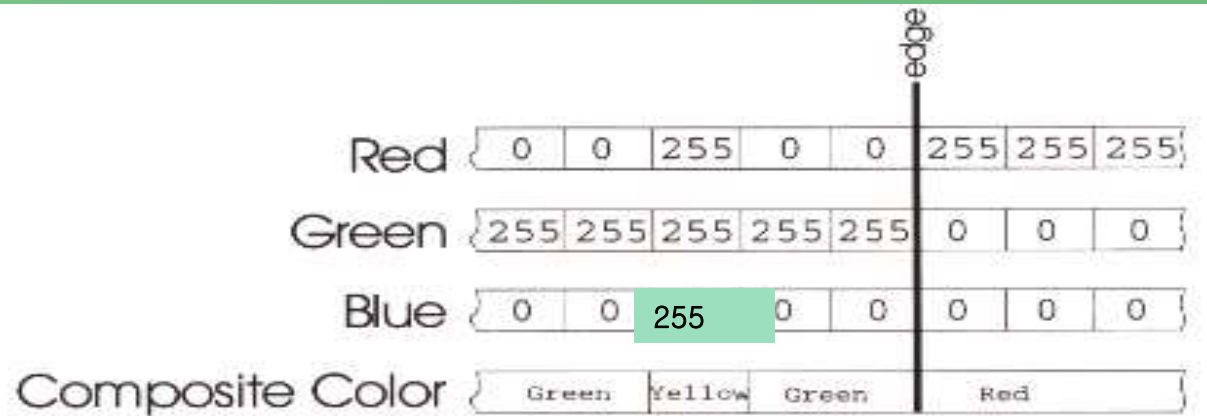 edge
Red 0 0 255 0 0 255 255 255
Green 255 255 255 255 255 0 0 0
Blue 0 0 255 0 0 0 0 0
Composite Color Green Yellow Green Red